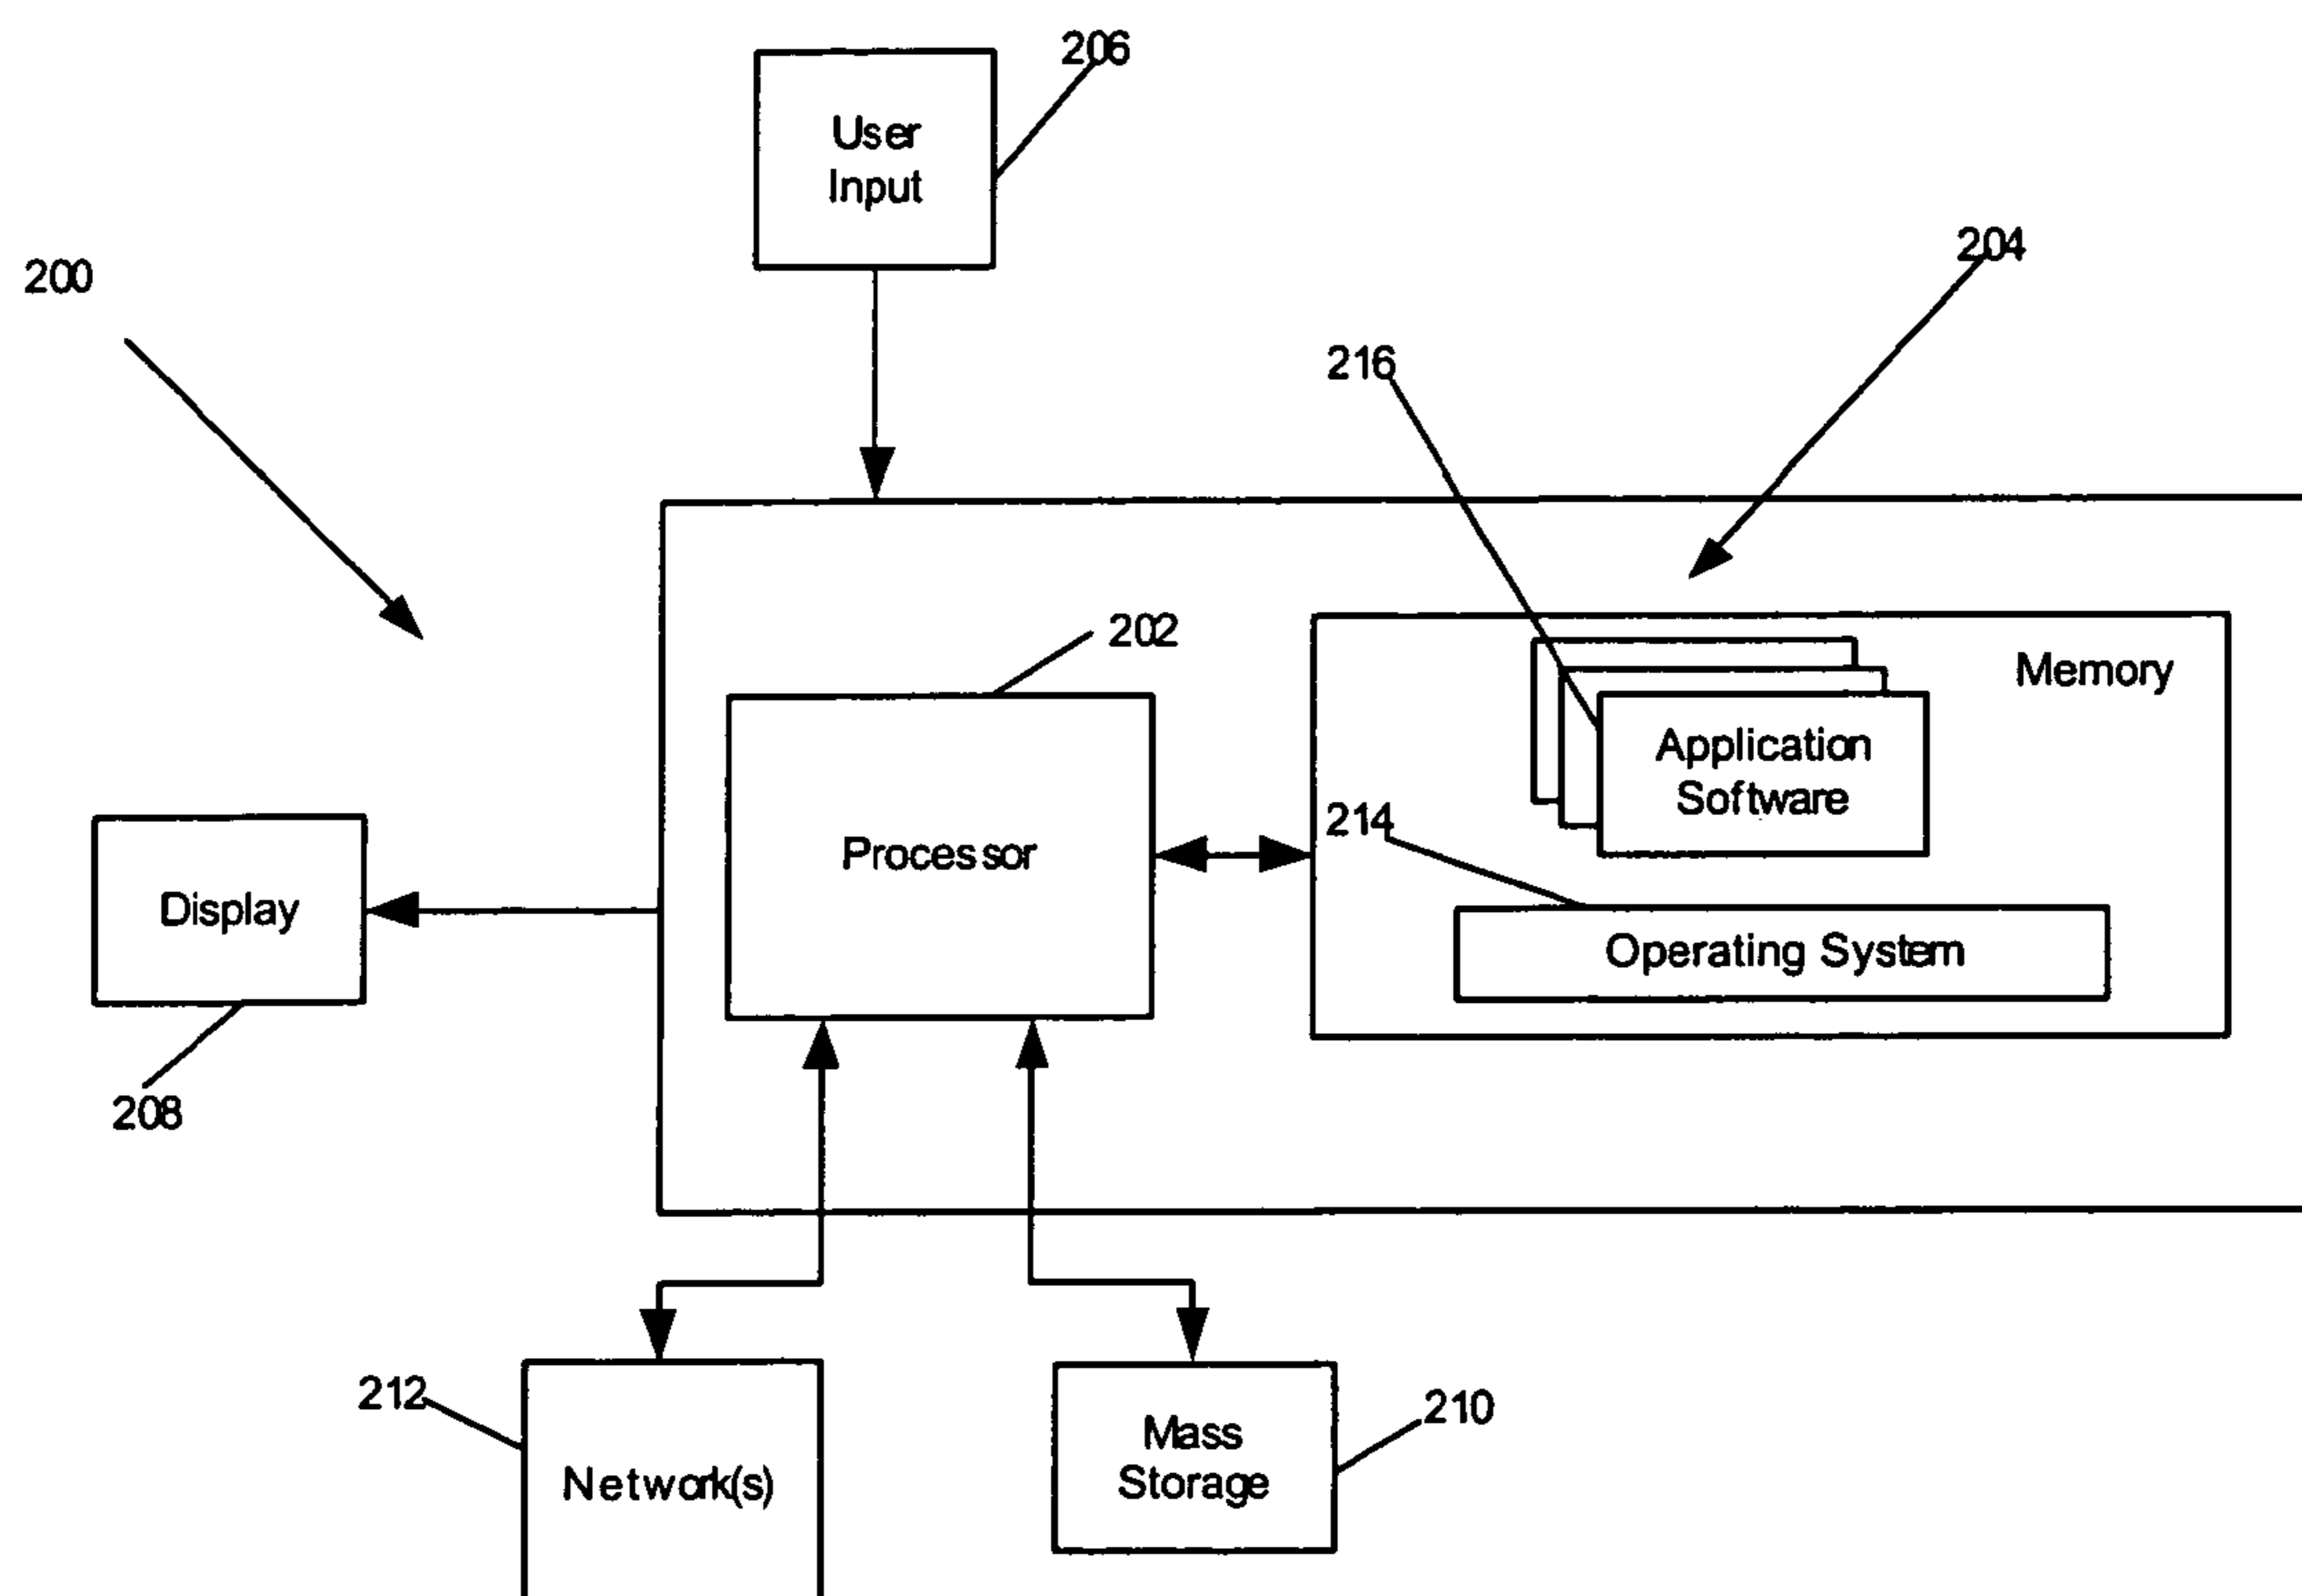 206
User
Input
200
204
216
202
Memory
Application
Software
214
Processor
Display
Operating System
208
212
210
Mass
Storage
Network(s)